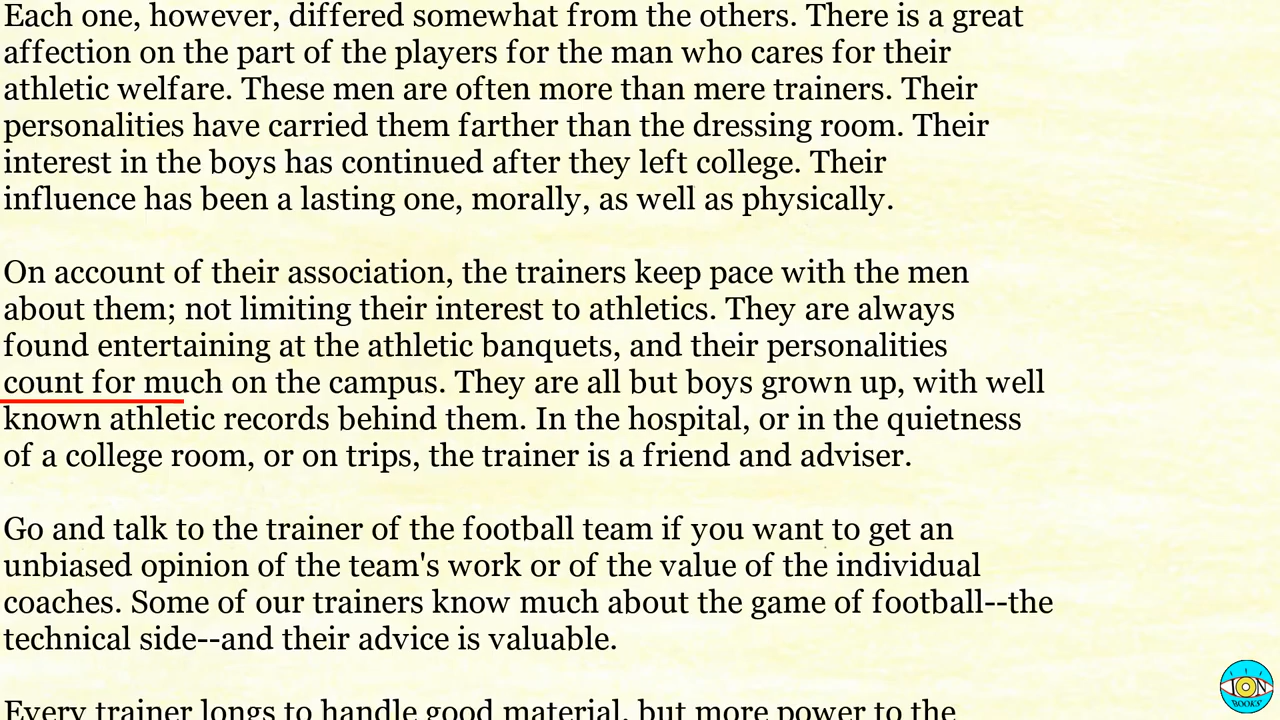 Each one, however, differed somewhat from the others. There is a great
affection on the part of the players for the man who cares for their
athletic welfare. These men are often more than mere trainers. Their
personalities have carried them farther than the dressing room. Their
interest in the boys has continued after they left college. Their
influence has been a lasting one, morally, as well as physically.
On account of their association, the trainers keep pace with the men
about them; not limiting their interest to athletics. They are always
found entertaining at the athletic banquets, and their personalities
count for much on the campus. They are all but boys grown up, with well
known athletic records behind them. In the hospital, or in the quietness
of a college room, or on trips, the trainer is a friend and adviser.
Go and talk to the trainer of the football team if you want to get an
unbiased opinion of the team's work or of the value of the individual
coaches. Some of our trainers know much about the game of football--the
technical side--and their advice is valuable.
Every trainer longs to handle good material, but more power to the
ION
BOOKS